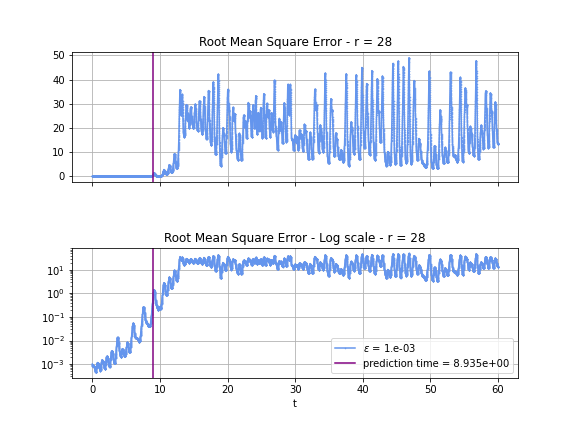 Root Mean Square Error - r = 28
50
40
30
20
10
0
Root Mean Square Error - Log scale - r = 28
10¹
10⁰
10⁻¹
10⁻²
10⁻³
ε = 1.e-03
prediction time = 8.935e+00
0 10 20 30 40 50 60
t